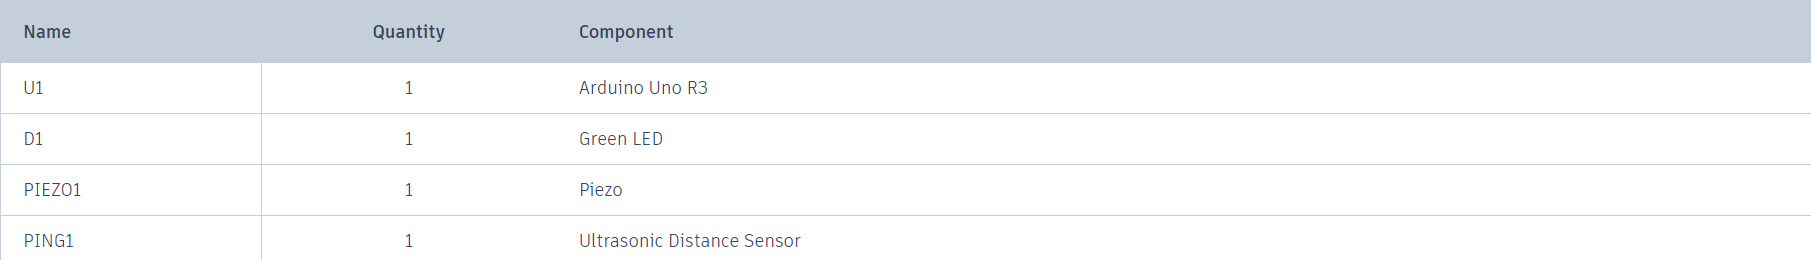 Name Quantity Component
U1 1 Arduino Uno R3
D1 1 Green LED
PIEZO1 1 Piezo
PING1 1 Ultrasonic Distance Sensor